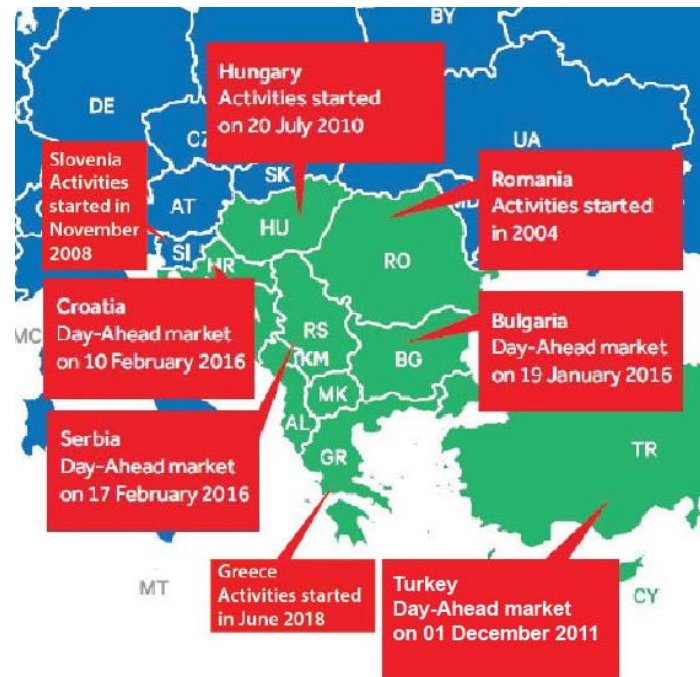 BY
Hungary
Activities started
on 20 July 2010
DE
CZ
UA
Slovenia
Activities
started in
November
2008
SK
AT
Romania
Activities started
in 2004
MD
HU
SI
HR
RO
Croatia
Day-Ahead market
on 10 February 2016
MC
RS
Bulgaria
Day-Ahead market
on 19 January 2016
KM
BG
MK
Serbia
Day-Ahead market
on 17 February 2016
AL
GR
TR
Greece
Activities started
in June 2018
MT
Turkey
Day-Ahead market
on 01 December 2011
CY